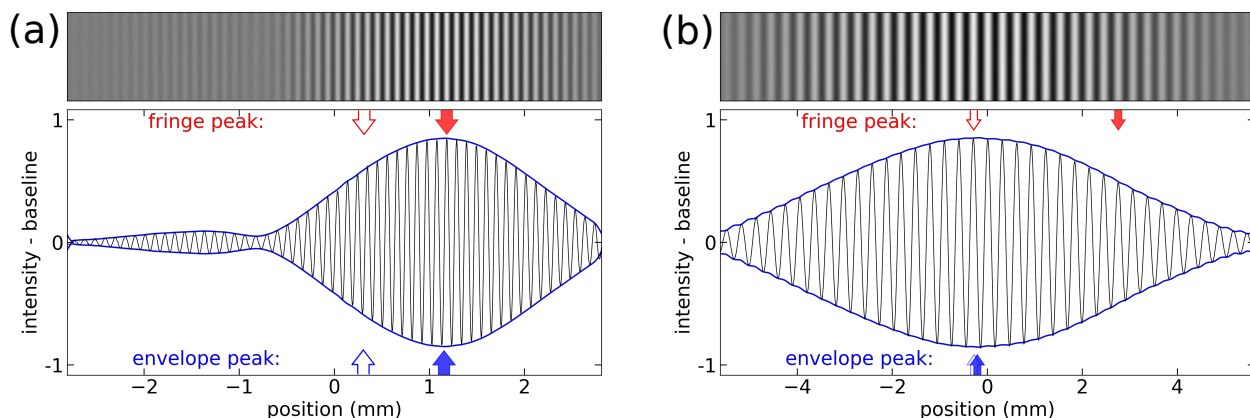 (a)
fringe peak:
1
0
-1
intensity - baseline
envelope peak:
−2 −1 0 1 2
position (mm)
(b)
fringe peak:
1
0
-1
intensity - baseline
envelope peak:
−4 −2 0 2 4
position (mm)